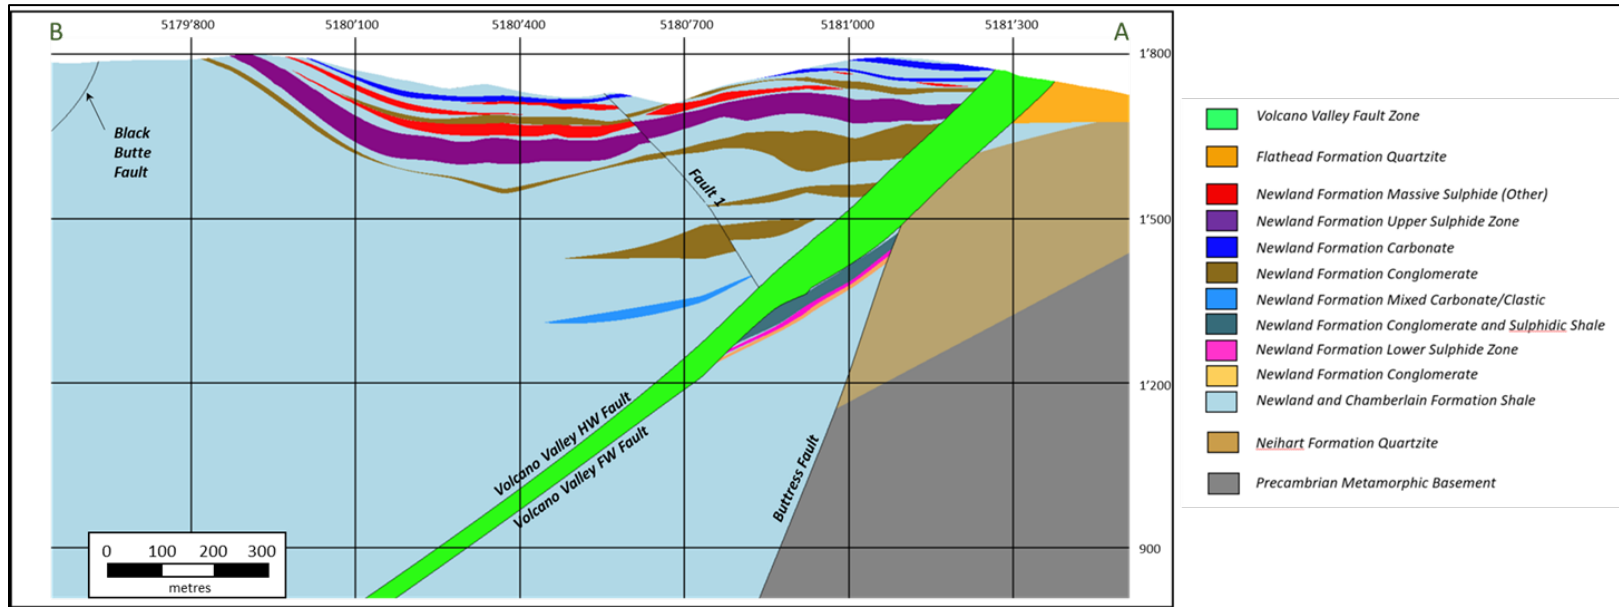 B
5179'800
5180'100
5180'400
5180'700
5181'000
5181'300
A
1'800
1'500
1'200
900
Black
Butte
Fault
Fault 1
Volcano Valley HW Fault
Volcano Valley FW Fault
Buttress Fault
0 100 200 300
metres
Volcano Valley Fault Zone
Flathead Formation Quartzite
Newland Formation Massive Sulphide (Other)
Newland Formation Upper Sulphide Zone
Newland Formation Carbonate
Newland Formation Conglomerate
Newland Formation Mixed Carbonate/Clastic
Newland Formation Conglomerate and Sulphidic Shale
Newland Formation Lower Sulphide Zone
Newland Formation Conglomerate
Newland and Chamberlain Formation Shale
Neihart Formation Quartzite
Precambrian Metamorphic Basement